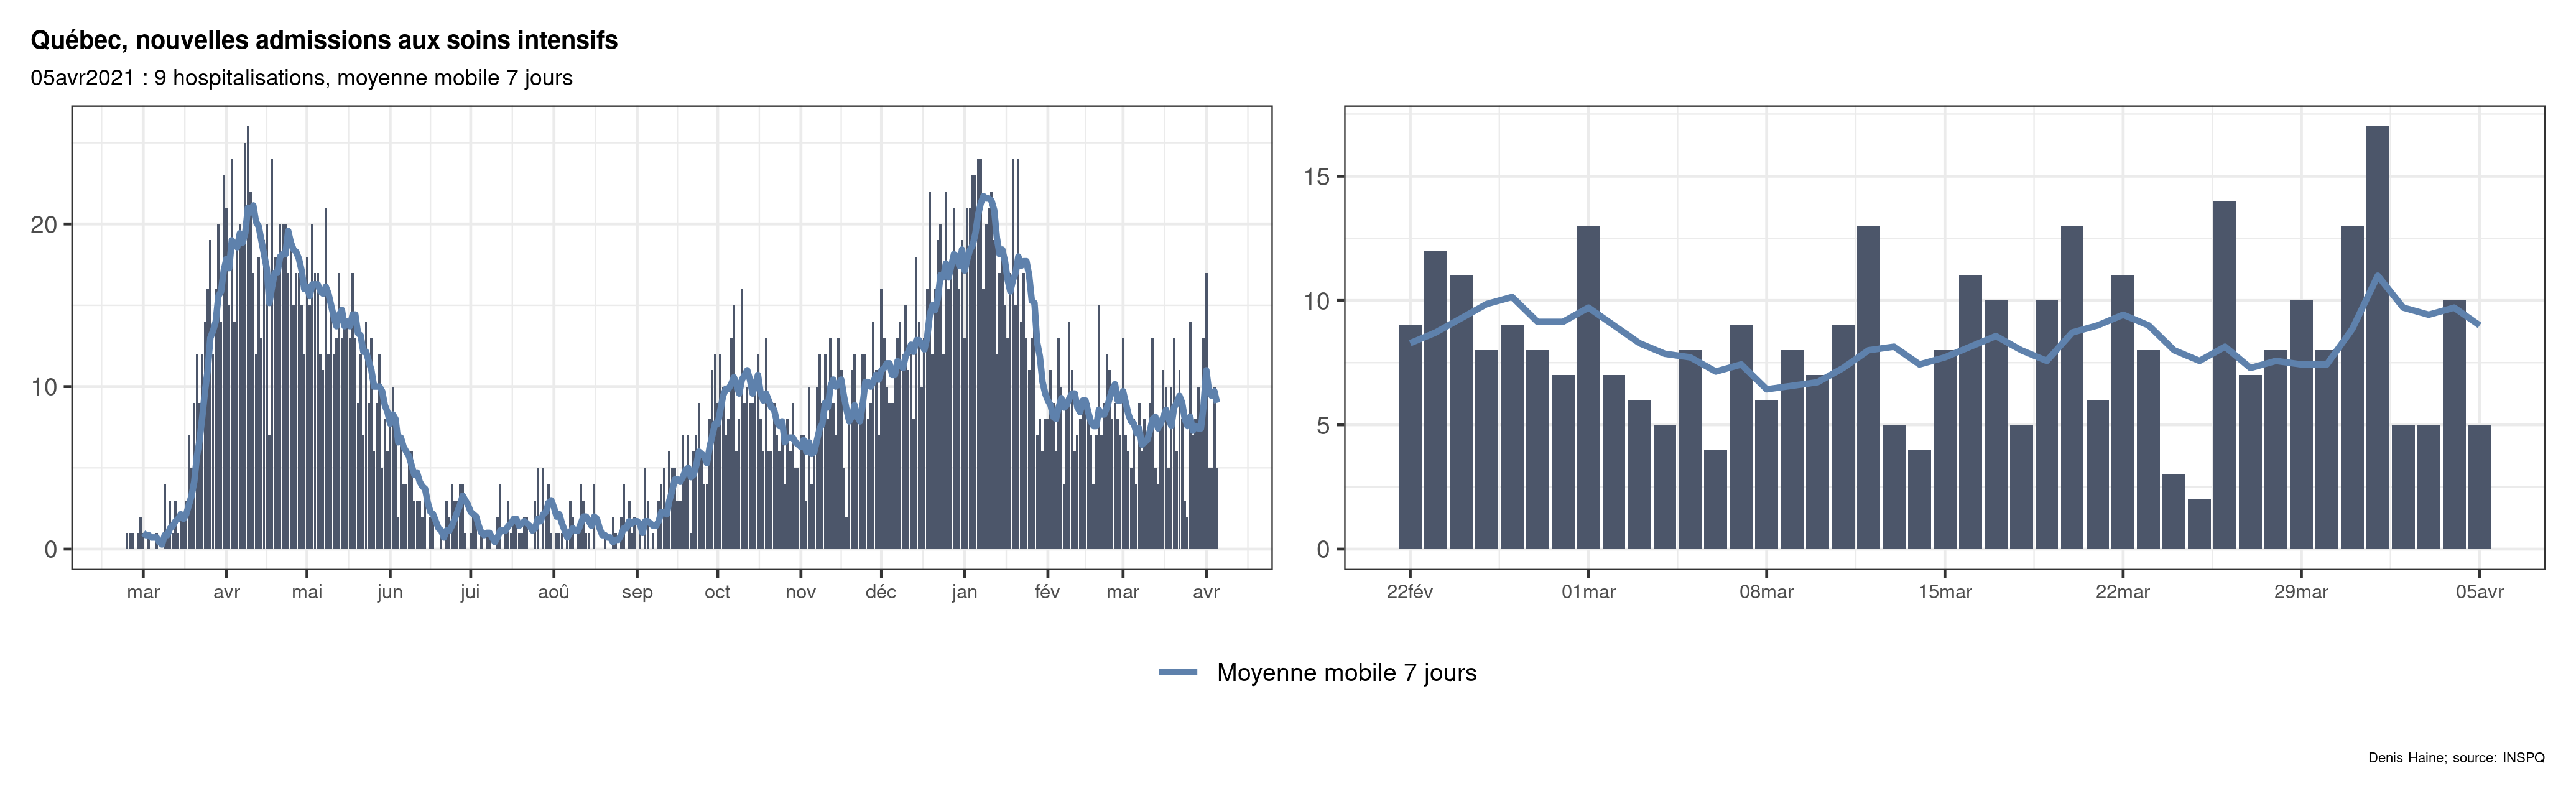 Québec, nouvelles admissions aux soins intensifs
05avr2021 : 9 hospitalisations, moyenne mobile 7 jours
20
10
0
mar avr mai jun jui aoû sep oct nov déc jan fév mar avr
15
10
5
0
22fév 01mar 08mar 15mar 22mar 29mar 05avr
Moyenne mobile 7 jours
Denis Haine; source: INSPQ